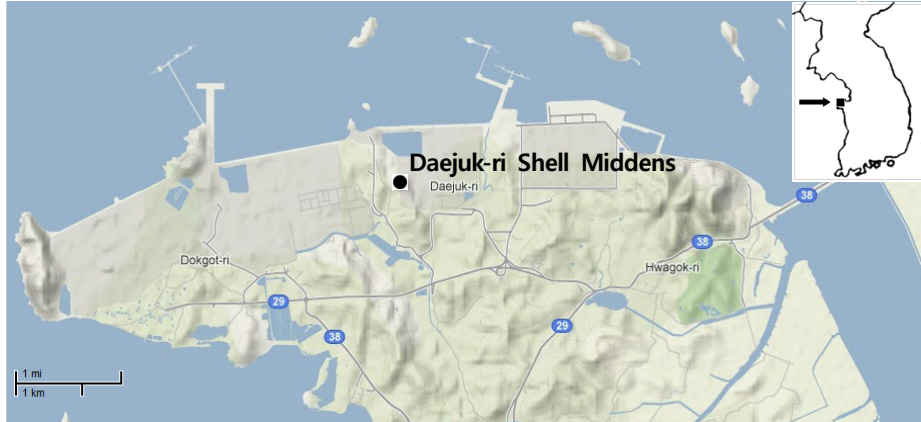 Daejuk-ri Shell Middens
Daejuk-ri
38
Dokgot-ri
38
Hwagok-ri
29
29
38
1 mi
1 km